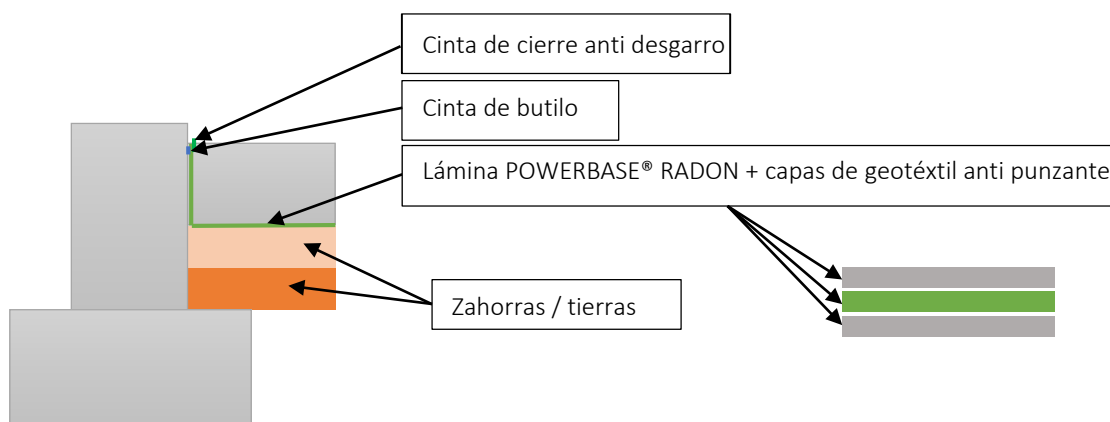 Cinta de cierre anti desgarro
Cinta de butilo
Lámina POWERBASE® RADON + capas de geotéxtil anti punzante
Zahorras / tierras